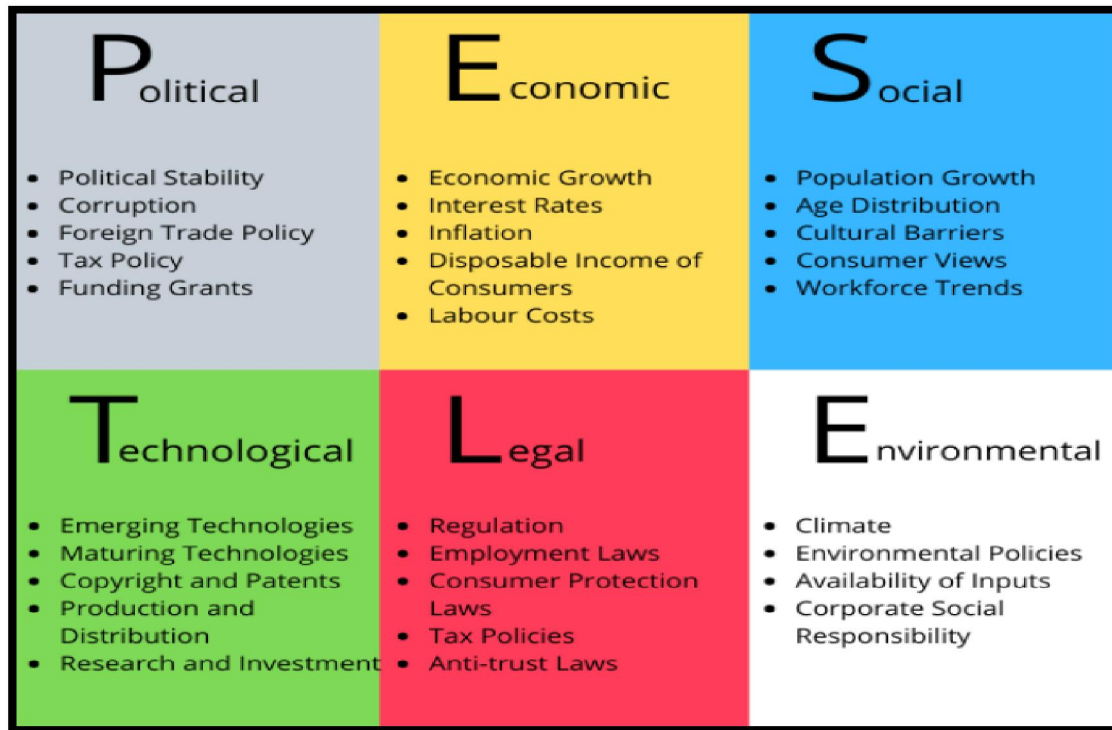 Political
• Political Stability
• Corruption
• Foreign Trade Policy
• Tax Policy
• Funding Grants
Economic
• Economic Growth
• Interest Rates
• Inflation
• Disposable Income of
Consumers
• Labour Costs
Social
• Population Growth
• Age Distribution
• Cultural Barriers
• Consumer Views
• Workforce Trends
Technological
• Emerging Technologies
• Maturing Technologies
• Copyright and Patents
• Production and
Distribution
• Research and Investment
Legal
• Regulation
• Employment Laws
• Consumer Protection
Laws
• Tax Policies
• Anti-trust Laws
Environmental
• Climate
• Environmental Policies
• Availability of Inputs
• Corporate Social
Responsibility